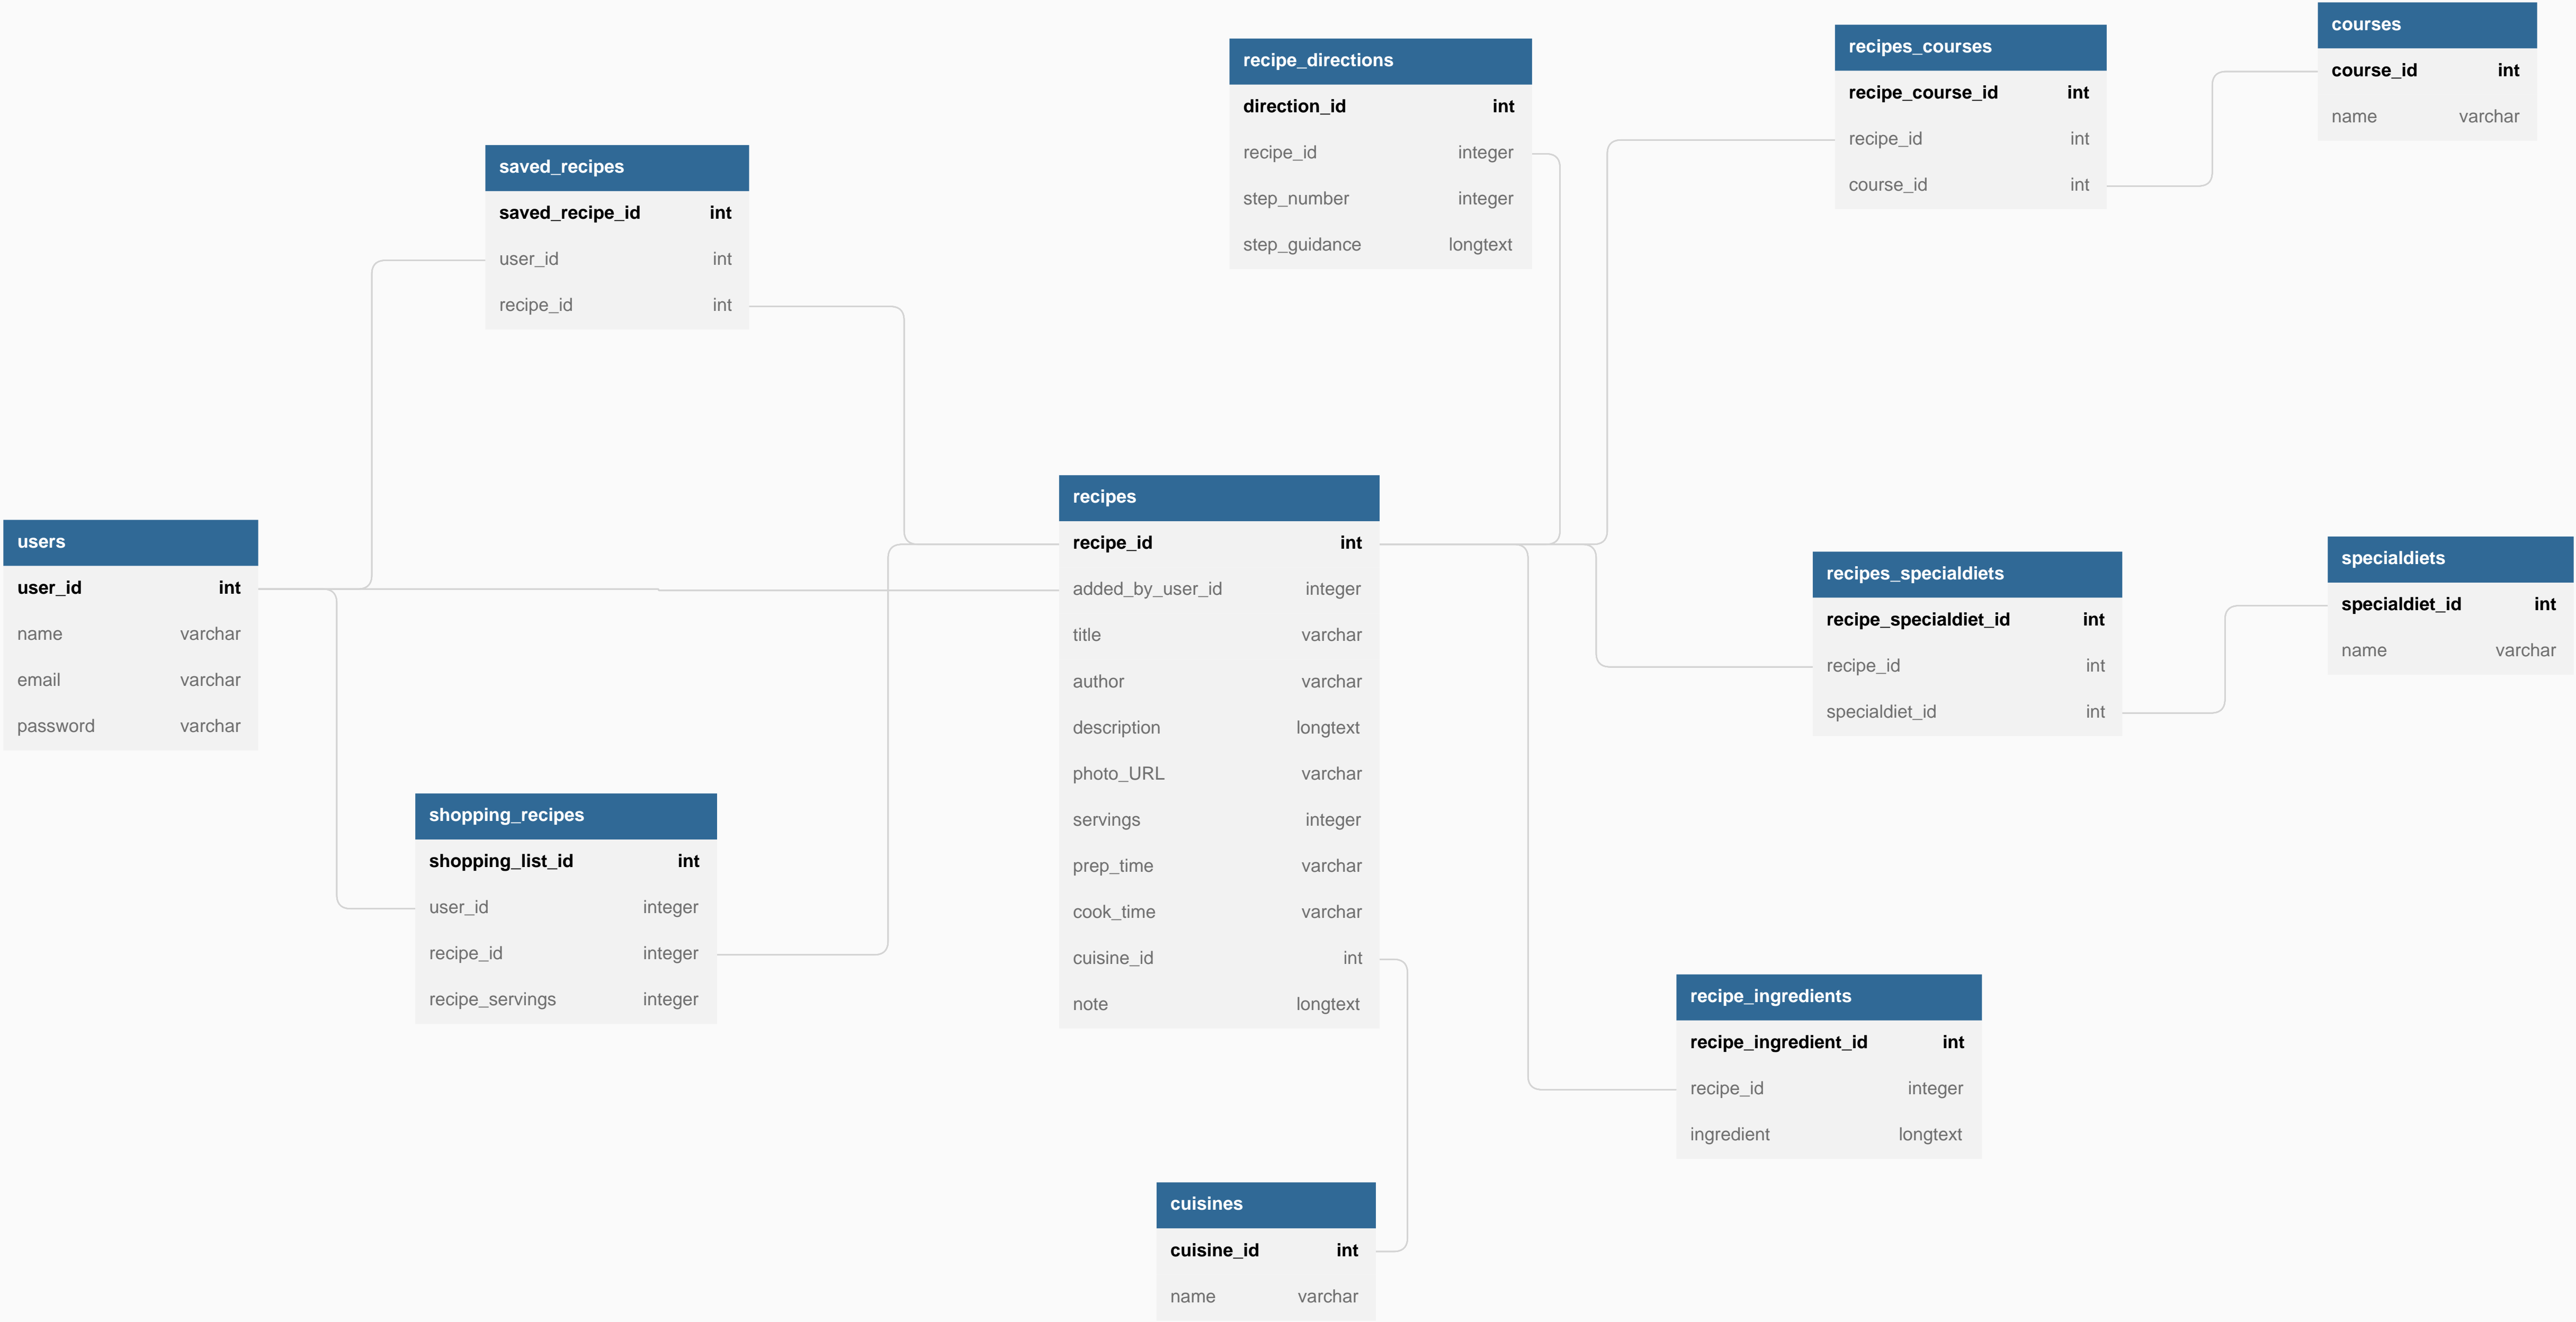 courses
course_id int
name varchar
recipes_courses
recipe_course_id int
recipe_id int
course_id int
recipe_directions
direction_id int
recipe_id integer
step_number integer
step_guidance longtext
saved_recipes
saved_recipe_id int
user_id int
recipe_id int
recipes
recipe_id int
added_by_user_id integer
title varchar
author varchar
description longtext
photo_URL varchar
servings integer
prep_time varchar
cook_time varchar
cuisine_id int
note longtext
users
user_id int
name varchar
email varchar
password varchar
specialdiets
specialdiet_id int
name varchar
recipes_specialdiets
recipe_specialdiet_id int
recipe_id int
specialdiet_id int
shopping_recipes
shopping_list_id int
user_id integer
recipe_id integer
recipe_servings integer
recipe_ingredients
recipe_ingredient_id int
recipe_id integer
ingredient longtext
cuisines
cuisine_id int
name varchar